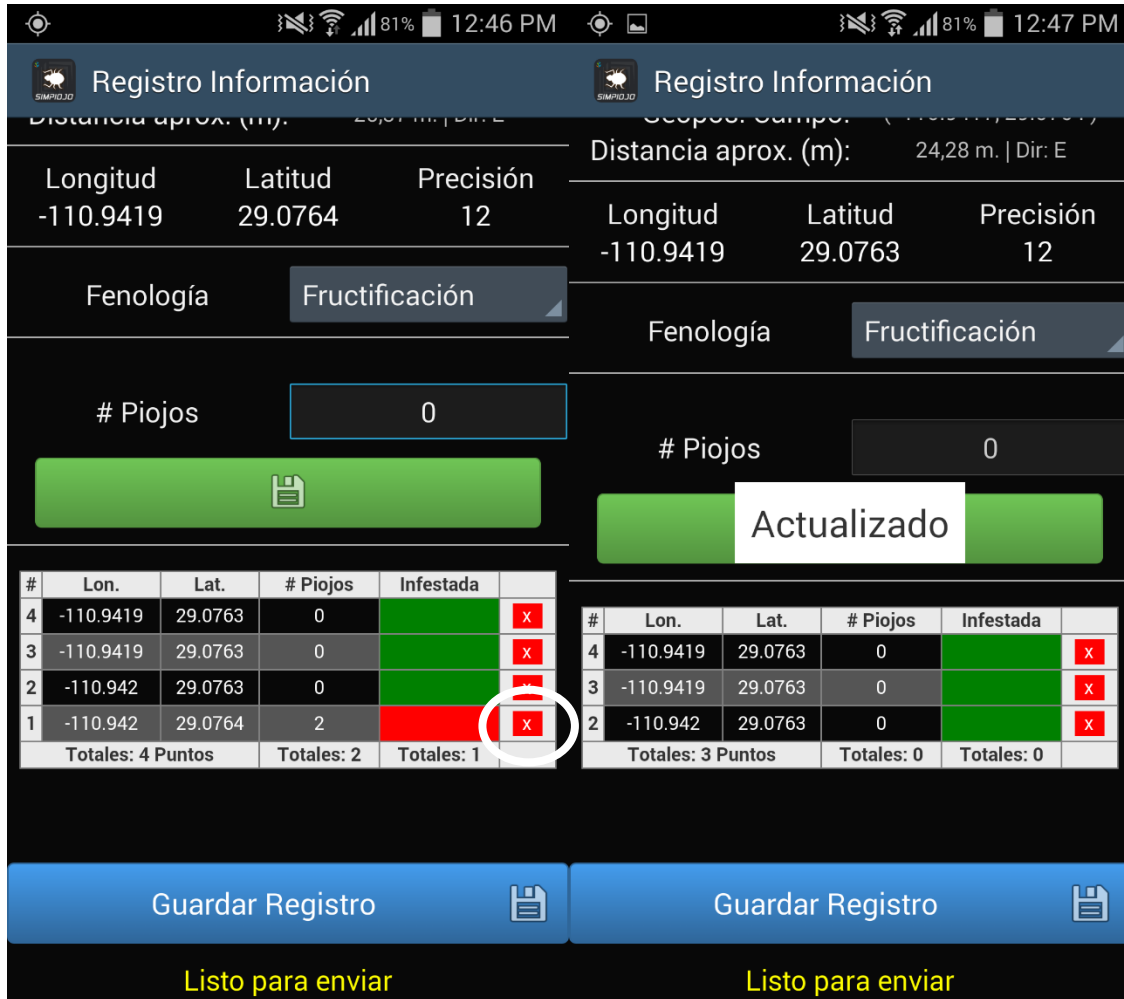 81% 12:46 PM
SIMPIOJO
Registro Información
Distancia aprox. (m):
Longitud Latitud Precisión
-110.9419 29.0764 12
Fenología Fructificación
# Piojos 0
# Lon. Lat. # Piojos Infestada
4 -110.9419 29.0763 0 X
3 -110.9419 29.0763 0 X
2 -110.942 29.0763 0 X
1 -110.942 29.0764 2 X
Totales: 4 Puntos Totales: 2 Totales: 1
Guardar Registro
Listo para enviar
81% 12:47 PM
SIMPIOJO
Registro Información
Geopos. Campo:
Distancia aprox. (m): 24,28 m. | Dir: E
Longitud Latitud Precisión
-110.9419 29.0763 12
Fenología Fructificación
# Piojos 0
Actualizado
# Lon. Lat. # Piojos Infestada
4 -110.9419 29.0763 0 X
3 -110.9419 29.0763 0 X
2 -110.942 29.0763 0 X
Totales: 3 Puntos Totales: 0 Totales: 0
Guardar Registro
Listo para enviar